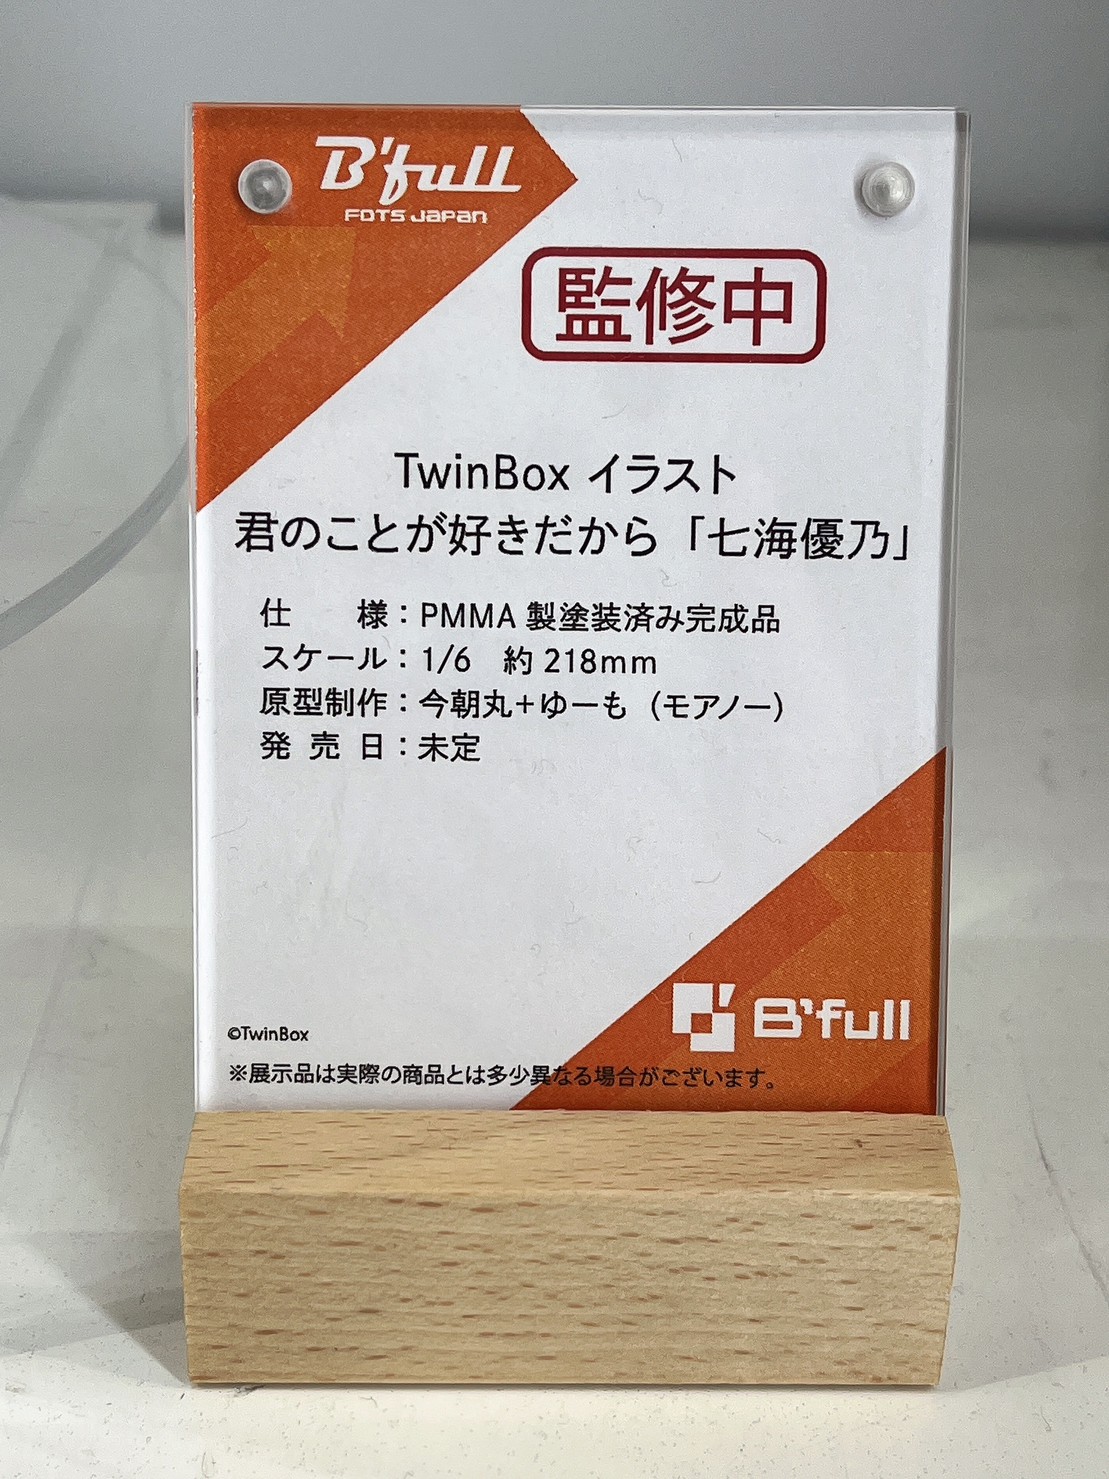 B'full
FOTS JAPAN
監修中
TwinBox イラスト
君のことが好きだから「七海優乃」
仕　　様：PMMA 製塗装済み完成品
スケール：1/6　約 218mm
原型制作：今朝丸+ゆーも（モアノー）
発 売 日：未定
B'full
©TwinBox
※展示品は実際の商品とは多少異なる場合がございます。